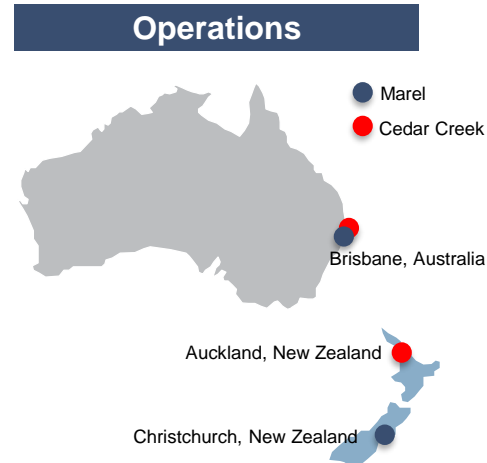 Operations
Marel
Cedar Creek
Brisbane, Australia
Auckland, New Zealand
Christchurch, New Zealand